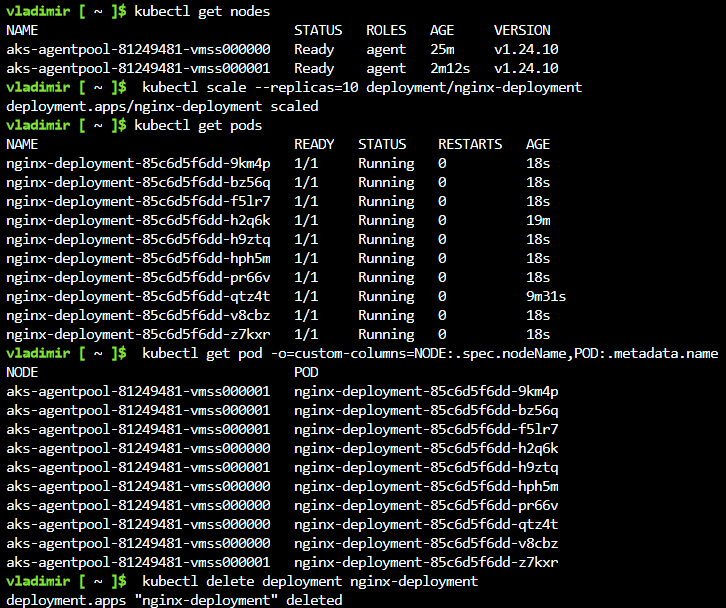 vladimir [ ~ ]$ kubectl get nodes
NAME                                STATUS   ROLES   AGE     VERSION
aks-agentpool-81249481-vmss000000   Ready    agent   25m     v1.24.10
aks-agentpool-81249481-vmss000001   Ready    agent   2m12s   v1.24.10
vladimir [ ~ ]$  kubectl scale --replicas=10 deployment/nginx-deployment
deployment.apps/nginx-deployment scaled
vladimir [ ~ ]$ kubectl get pods
NAME                                READY   STATUS    RESTARTS   AGE
nginx-deployment-85c6d5f6dd-9km4p   1/1     Running   0          18s
nginx-deployment-85c6d5f6dd-bz56q   1/1     Running   0          18s
nginx-deployment-85c6d5f6dd-f5lr7   1/1     Running   0          18s
nginx-deployment-85c6d5f6dd-h2q6k   1/1     Running   0          19m
nginx-deployment-85c6d5f6dd-h9ztq   1/1     Running   0          18s
nginx-deployment-85c6d5f6dd-hph5m   1/1     Running   0          18s
nginx-deployment-85c6d5f6dd-pr66v   1/1     Running   0          18s
nginx-deployment-85c6d5f6dd-qtz4t   1/1     Running   0          9m31s
nginx-deployment-85c6d5f6dd-v8cbz   1/1     Running   0          18s
nginx-deployment-85c6d5f6dd-z7kxr   1/1     Running   0          18s
vladimir [ ~ ]$  kubectl get pod -o=custom-columns=NODE:.spec.nodeName,POD:.metadata.name
NODE                                POD
aks-agentpool-81249481-vmss000001   nginx-deployment-85c6d5f6dd-9km4p
aks-agentpool-81249481-vmss000001   nginx-deployment-85c6d5f6dd-bz56q
aks-agentpool-81249481-vmss000001   nginx-deployment-85c6d5f6dd-f5lr7
aks-agentpool-81249481-vmss000000   nginx-deployment-85c6d5f6dd-h2q6k
aks-agentpool-81249481-vmss000001   nginx-deployment-85c6d5f6dd-h9ztq
aks-agentpool-81249481-vmss000000   nginx-deployment-85c6d5f6dd-hph5m
aks-agentpool-81249481-vmss000000   nginx-deployment-85c6d5f6dd-pr66v
aks-agentpool-81249481-vmss000000   nginx-deployment-85c6d5f6dd-qtz4t
aks-agentpool-81249481-vmss000000   nginx-deployment-85c6d5f6dd-v8cbz
aks-agentpool-81249481-vmss000001   nginx-deployment-85c6d5f6dd-z7kxr
vladimir [ ~ ]$  kubectl delete deployment nginx-deployment
deployment.apps "nginx-deployment" deleted